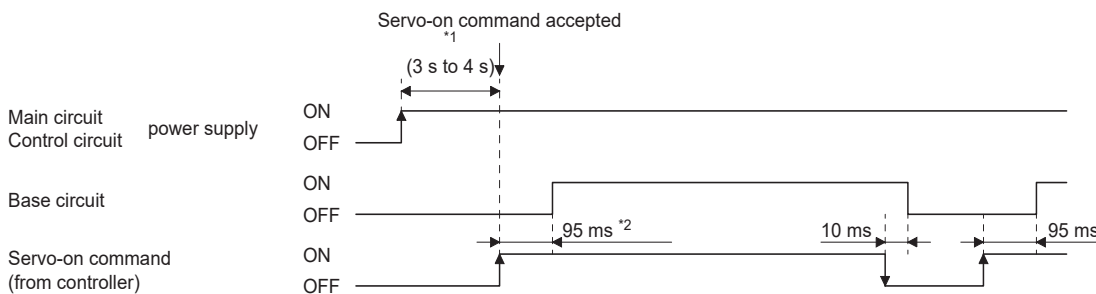 Servo-on command accepted
*1
(3 s to 4 s)
Main circuit
Control circuit
power supply
ON
OFF
Base circuit
ON
OFF
95 ms *2
10 ms
95 ms
Servo-on command
(from controller)
ON
OFF